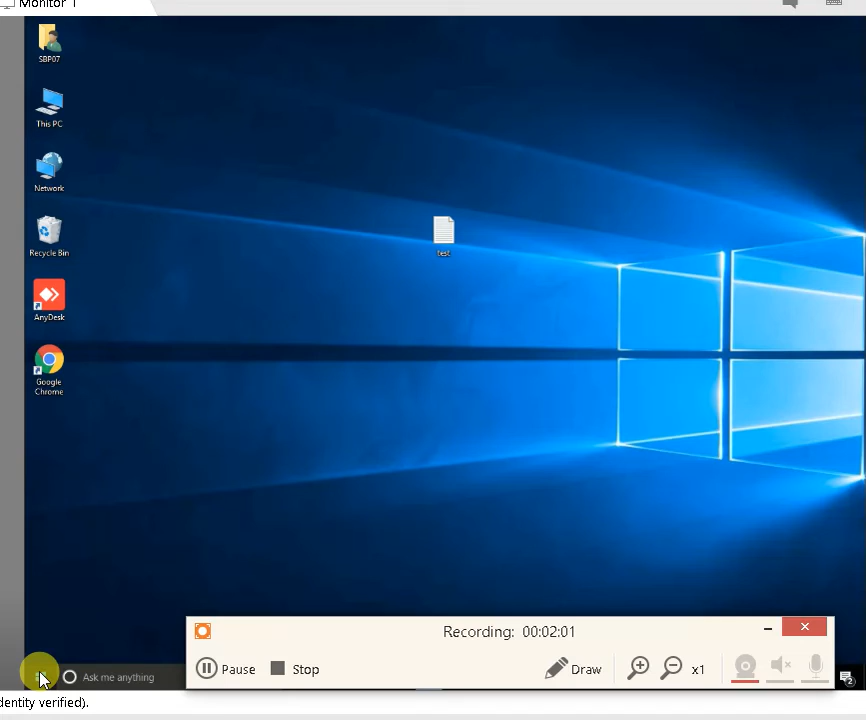 Monitor 1
SBP07
This PC
Network
Recycle Bin
AnyDesk
Google
Chrome
test
Recording: 00:02:01
Pause
Stop
Draw
x1
Ask me anything
2
dentity verified).